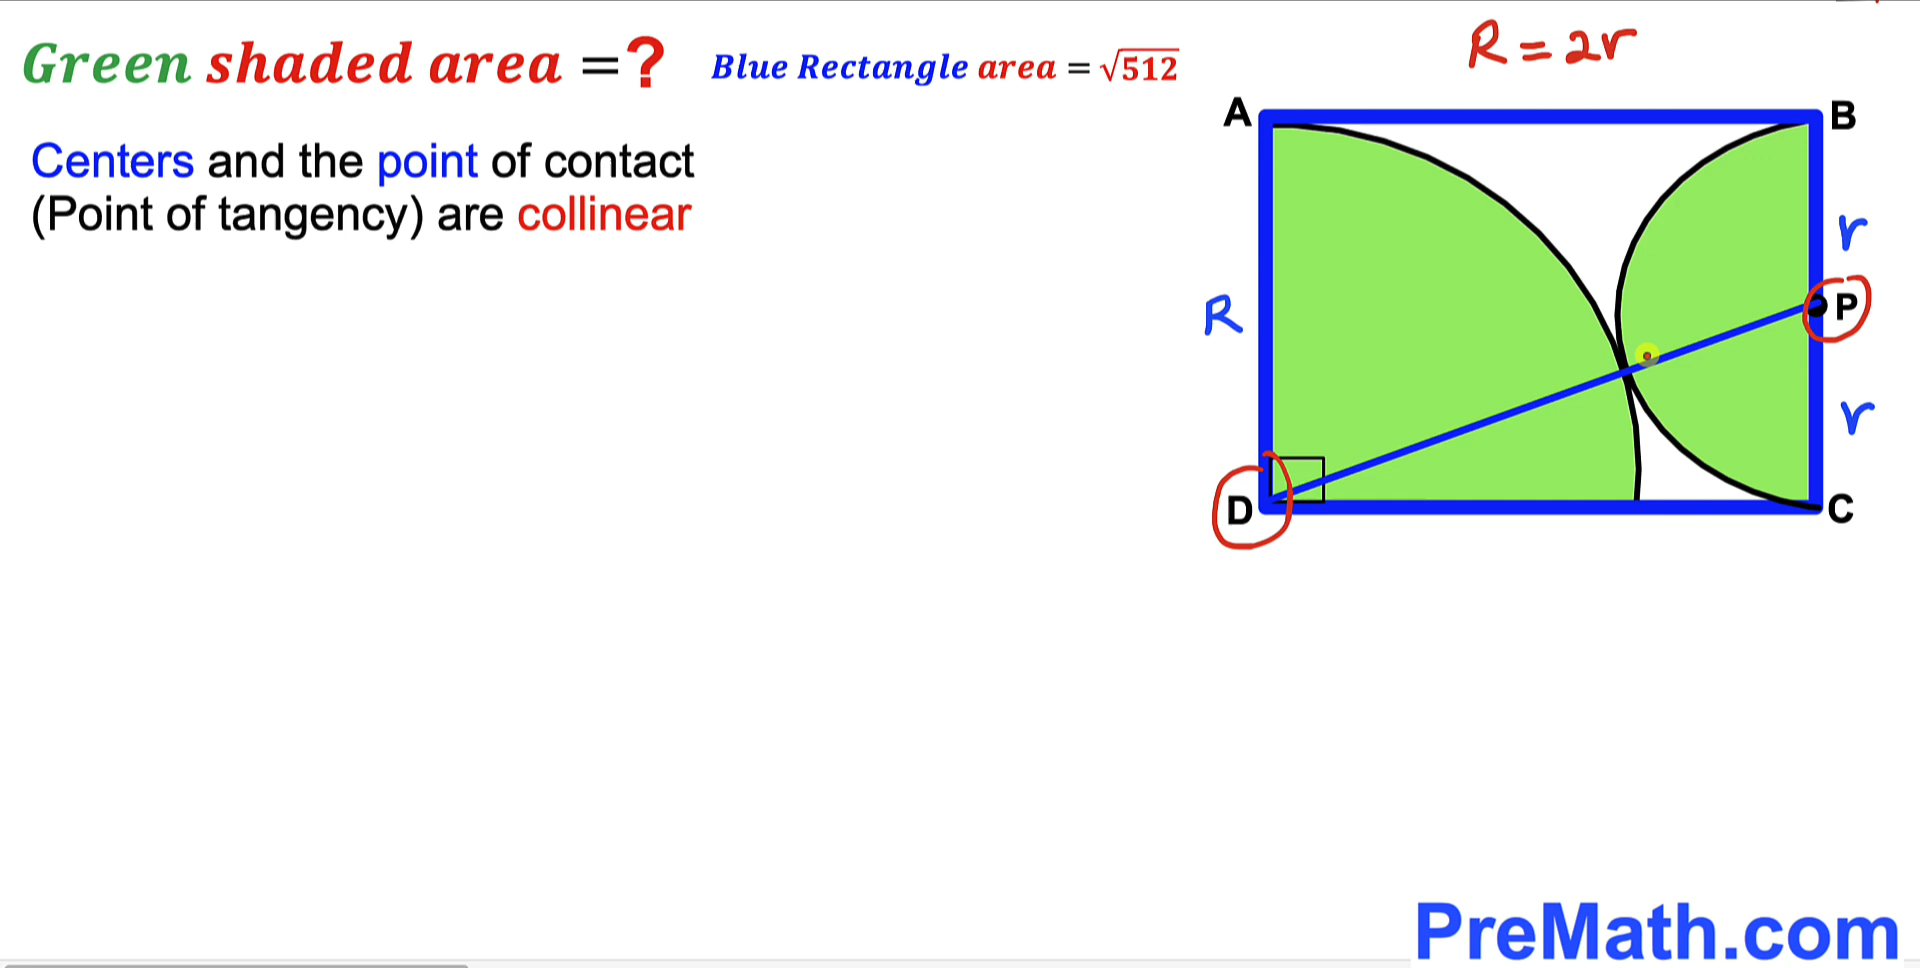 Green shaded area =?
Blue Rectangle area = √512
R = 2r
Centers and the point of contact
(Point of tangency) are collinear
A
B
r
R
P
r
D
C
PreMath.com